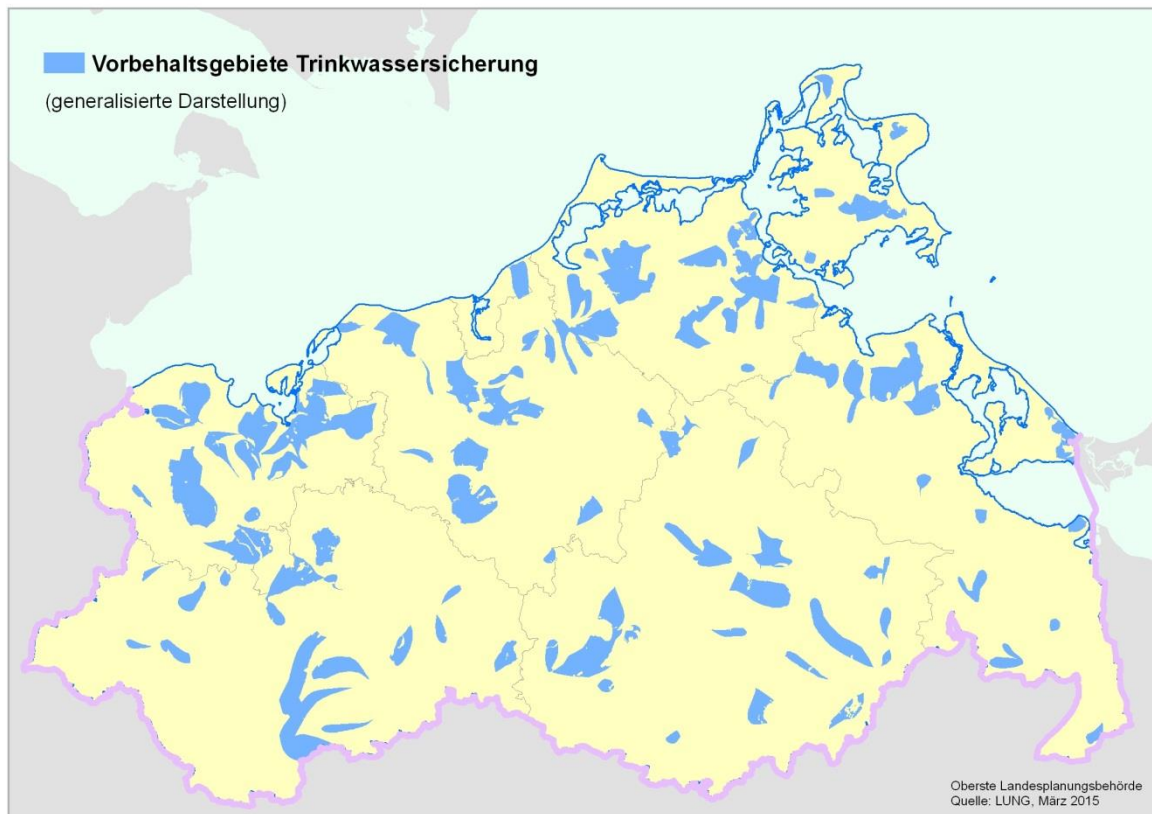 Vorbehaltsgebiete Trinkwassersicherung
(generalisierte Darstellung)
Oberste Landesplanungsbehörde
Quelle: LUNG, März 2015